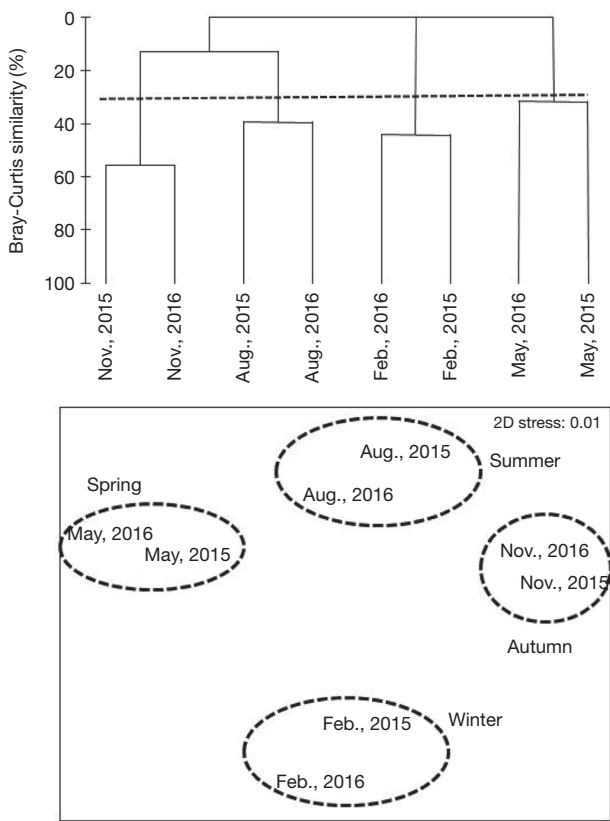 Bray-Curtis similarity (%)
0
20
40
60
80
100
Nov., 2015
Nov., 2016
Aug., 2015
Aug., 2016
Feb., 2016
Feb., 2015
May, 2016
May, 2015
2D stress: 0.01
Aug., 2015
Summer
Aug., 2016
Spring
May, 2016
May, 2015
Nov., 2016
Nov., 2015
Autumn
Feb., 2015
Winter
Feb., 2016